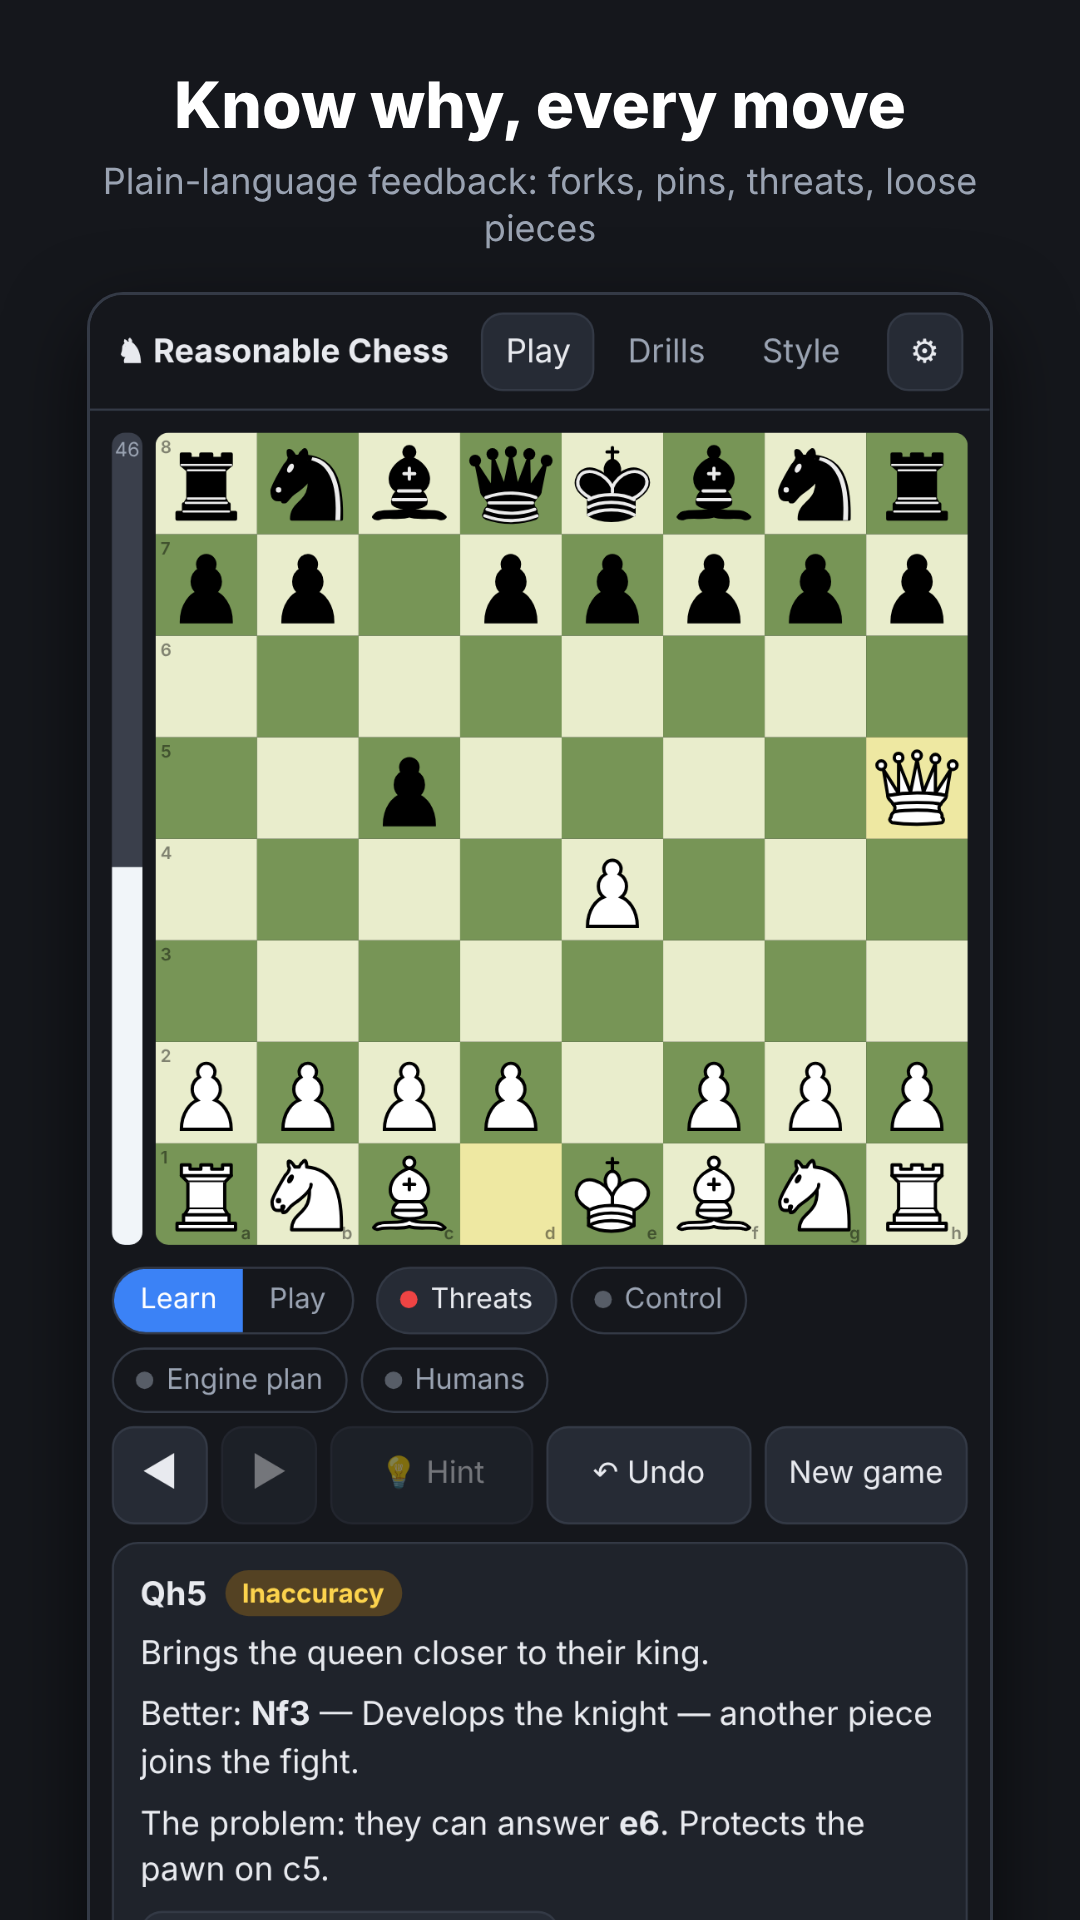 Know why, every move
Plain-language feedback: forks, pins, threats, loose
pieces
♞ Reasonable Chess Play Drills Style ⚙
46
8
7
6
5
4
3
2
1
a b c d e f g h
Learn Play Threats Control
Engine plan Humans
◀ ▶ 💡 Hint ↶ Undo New game
Qh5 Inaccuracy
Brings the queen closer to their king.
Better: Nf3 — Develops the knight — another piece
joins the fight.
The problem: they can answer e6. Protects the
pawn on c5.